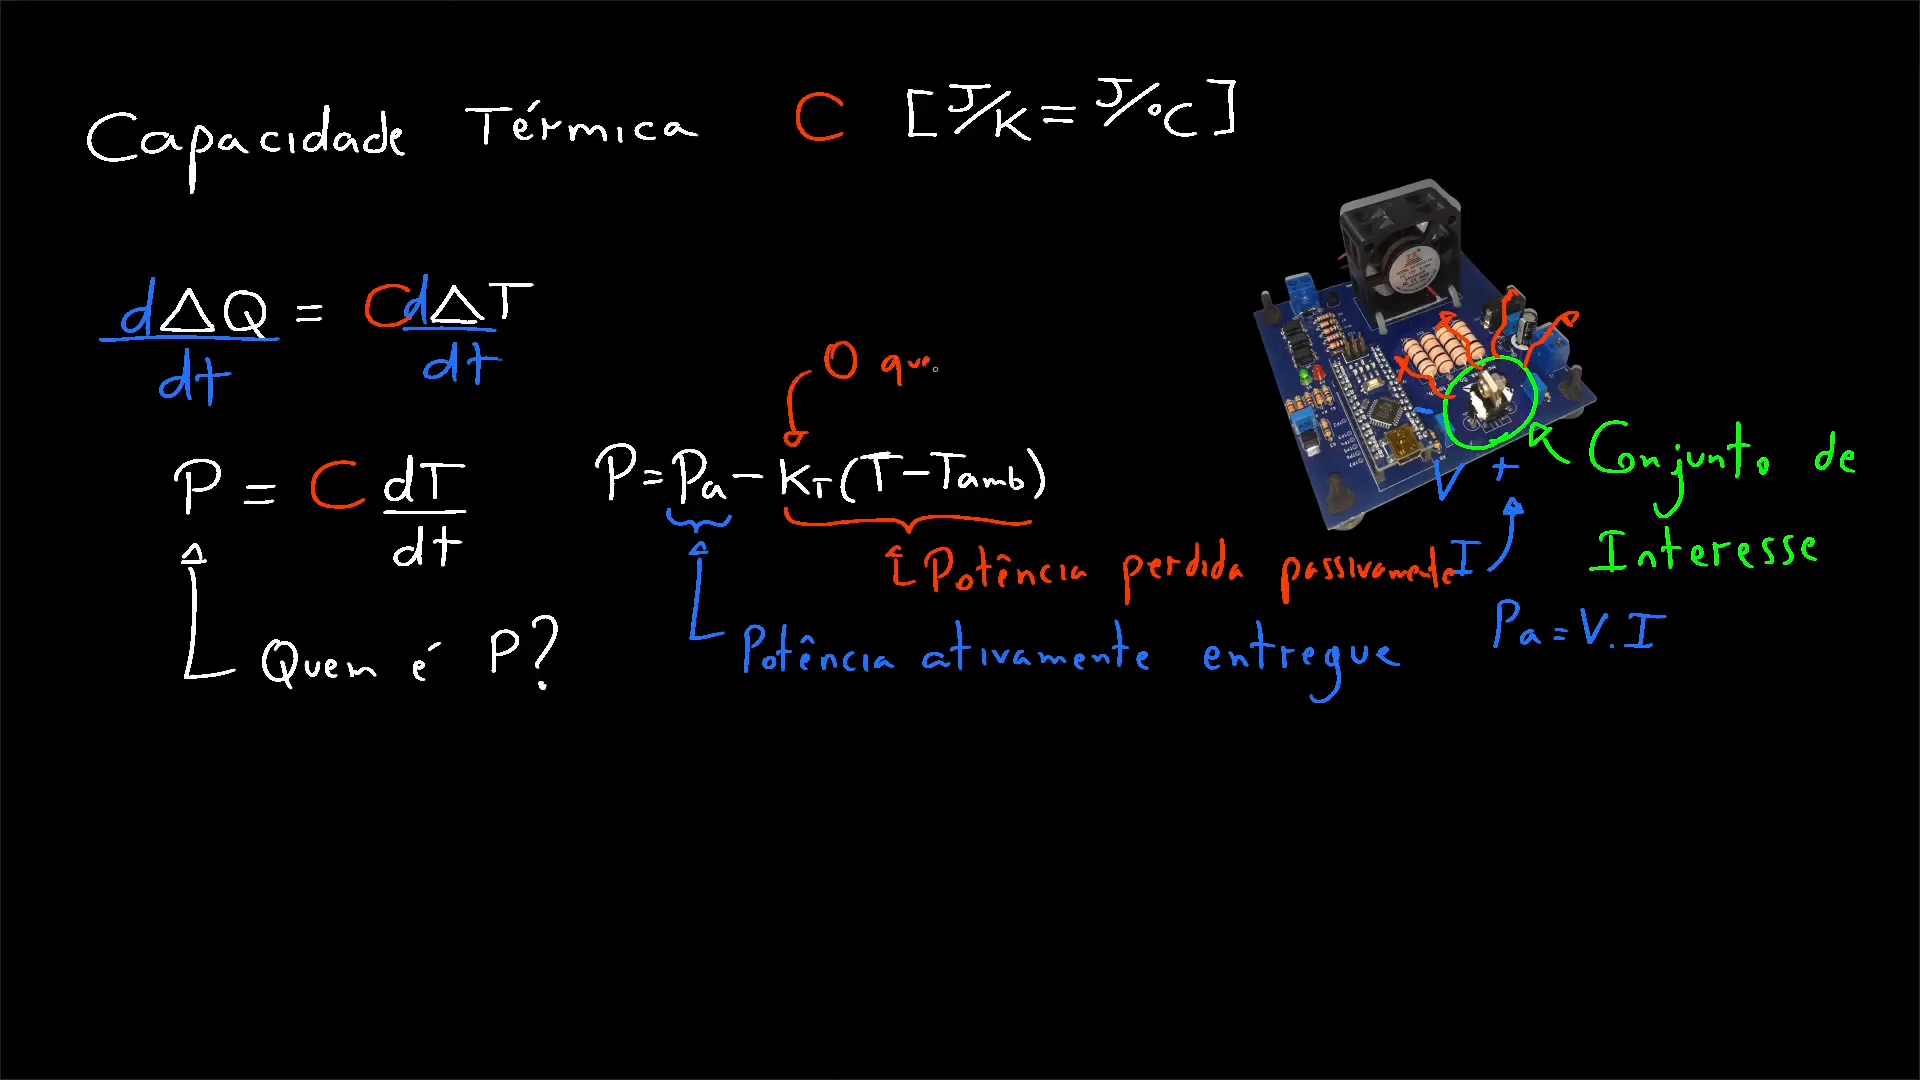 Capacidade Térmica C [J/K = J/°C]
dΔQ/dt = CdΔT/dt
O que
P = C dT/dt
P = Pa - KT(T - Tamb)
V +
Conjunto de
Interesse
Potência perdida passivamente
I
Pa = V.I
Quem é P?
Potência ativamente entregue